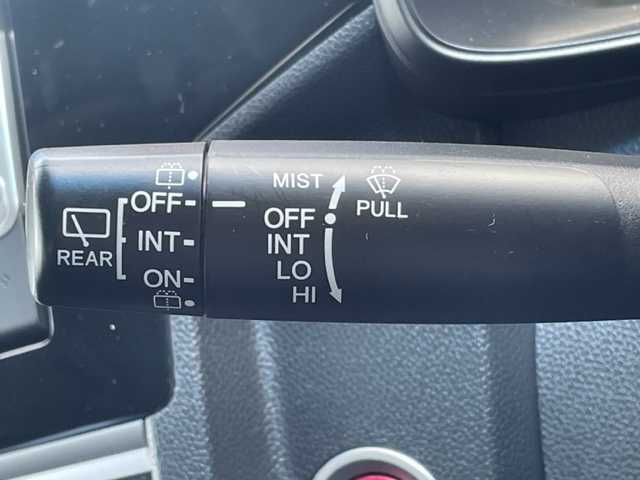 REAR
OFF
INT
ON
MIST
OFF
INT
LO
HI
PULL